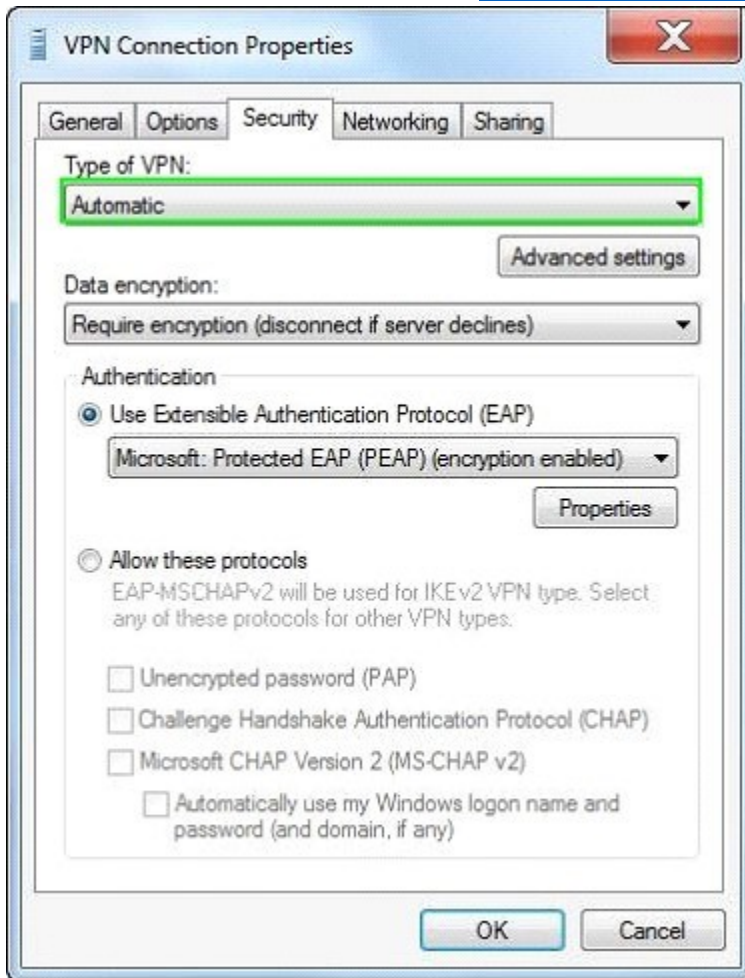 VPN Connection Properties
General Options Security Networking Sharing
Type of VPN:
Automatic
Advanced settings
Data encryption:
Require encryption (disconnect if server declines)
Authentication
Use Extensible Authentication Protocol (EAP)
Microsoft: Protected EAP (PEAP) (encryption enabled)
Properties
Allow these protocols
EAP-MSCHAPv2 will be used for IKEv2 VPN type. Select
any of these protocols for other VPN types.
Unencrypted password (PAP)
Challenge Handshake Authentication Protocol (CHAP)
Microsoft CHAP Version 2 (MS-CHAP v2)
Automatically use my Windows logon name and
password (and domain, if any)
OK Cancel